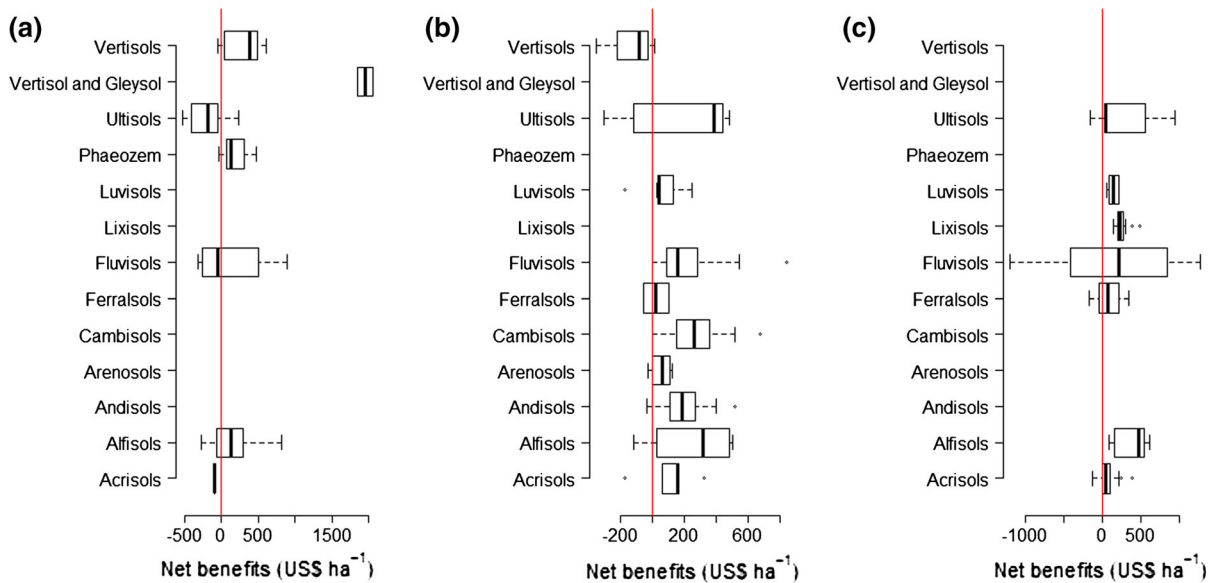 (a)
Vertisols
Vertisol and Gleysol
Ultisols
Phaeozem
Luvisols
Lixisols
Fluvisols
Ferralsols
Cambisols
Arenosols
Andisols
Alfisols
Acrisols
-500 0 500 1500
Net benefits (US$ ha⁻¹)
(b)
Vertisols
Vertisol and Gleysol
Ultisols
Phaeozem
Luvisols
Lixisols
Fluvisols
Ferralsols
Cambisols
Arenosols
Andisols
Alfisols
Acrisols
-200 0 200 600
Net benefits (US$ ha⁻¹)
(c)
Vertisols
Vertisol and Gleysol
Ultisols
Phaeozem
Luvisols
Lixisols
Fluvisols
Ferralsols
Cambisols
Arenosols
Andisols
Alfisols
Acrisols
-1000 0 500
Net benefits (US$ ha⁻¹)